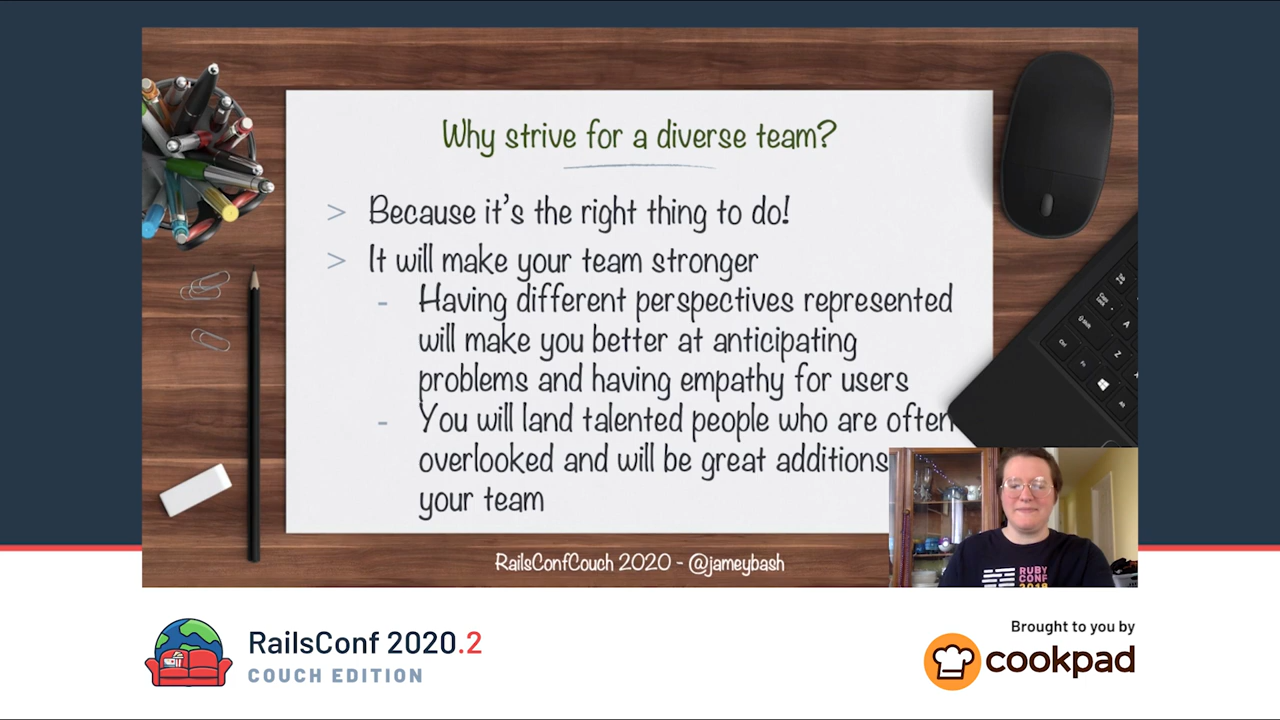 Why strive for a diverse team?
> Because it's the right thing to do!
> It will make your team stronger
- Having different perspectives represented
will make you better at anticipating
problems and having empathy for users
- You will land talented people who are often
overlooked and will be great additions
your team
RailsConfCouch 2020 - @jameybash
RUBY
CONF
RailsConf 2020.2
COUCH EDITION
Brought to you by
cookpad